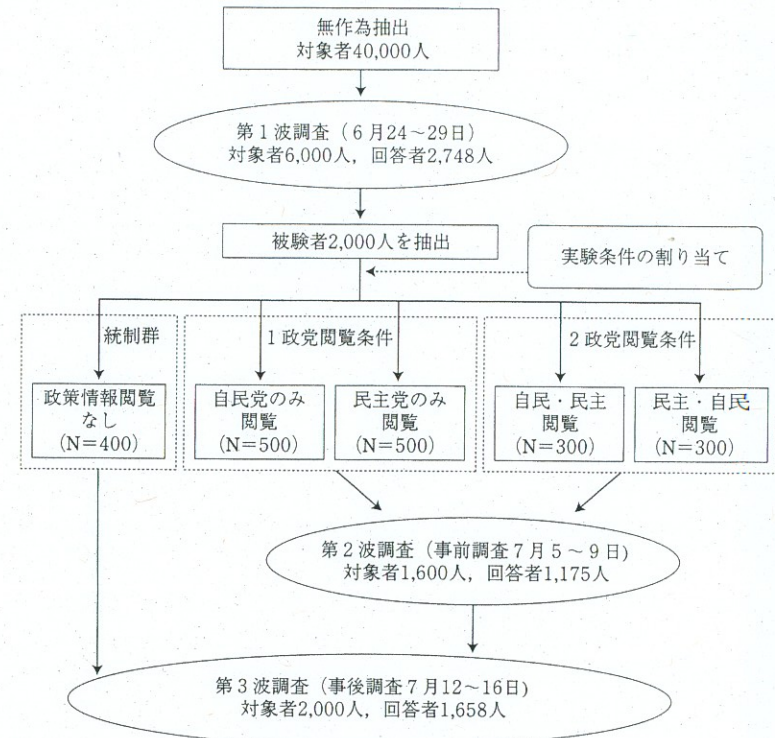 無作為抽出
対象者40,000人
第1波調査（6月24～29日）
対象者6,000人，回答者2,748人
被験者2,000人を抽出
実験条件の割り当て
統制群
1政党閲覧条件
2政党閲覧条件
政策情報閲覧
なし
(N=400)
自民党のみ
閲覧
(N=500)
民主党のみ
閲覧
(N=500)
自民・民主
閲覧
(N=300)
民主・自民
閲覧
(N=300)
第2波調査（事前調査7月5～9日)
対象者1,600人，回答者1,175人
第3波調査（事後調査7月12～16日)
対象者2,000人，回答者1,658人